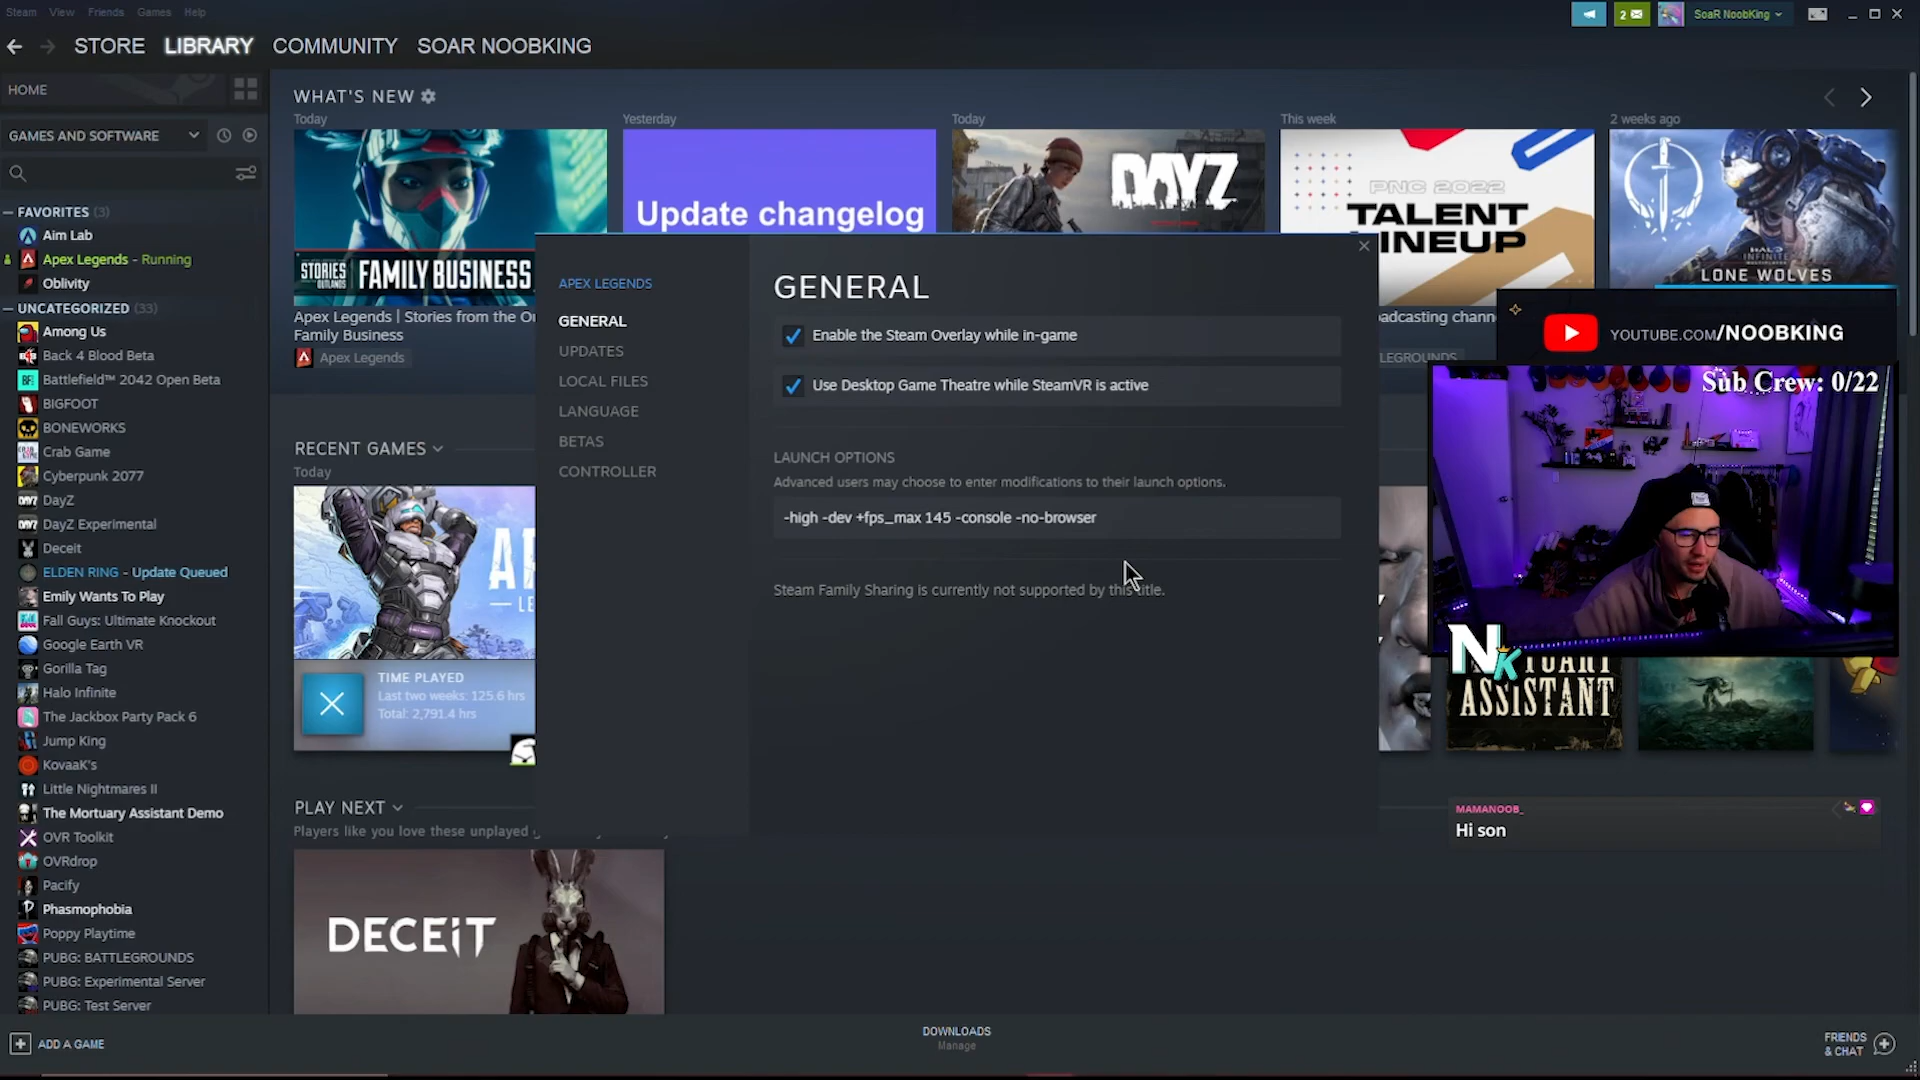 Steam View Friends Games Help
2
SoaR NoobKing
STORE LIBRARY COMMUNITY SOAR NOOBKING
HOME
GAMES AND SOFTWARE
FAVORITES (3)
Aim Lab
Apex Legends - Running
Oblivity
UNCATEGORIZED (33)
Among Us
Back 4 Blood Beta
Battlefield™ 2042 Open Beta
BIGFOOT
BONEWORKS
Crab Game
Cyberpunk 2077
DayZ
DayZ Experimental
Deceit
ELDEN RING - Update Queued
Emily Wants To Play
Fall Guys: Ultimate Knockout
Google Earth VR
Gorilla Tag
Halo Infinite
The Jackbox Party Pack 6
Jump King
KovaaK's
Little Nightmares II
The Mortuary Assistant Demo
OVR Toolkit
OVRdrop
Pacify
Phasmophobia
Poppy Playtime
PUBG: BATTLEGROUNDS
PUBG: Experimental Server
PUBG: Test Server
ADD A GAME
WHAT'S NEW
Today
Yesterday
Today
This week
2 weeks ago
STORIES FAMILY BUSINESS
Update changelog
DAYZ
PNC 2022
TALENT
LINEUP
HALO
INFINITE
LONE WOLVES
Apex Legends | Stories from the Ou
Family Business
Apex Legends
oadcasting channe
LEGROUNDS
RECENT GAMES
Today
TIME PLAYED
Last two weeks: 125.6 hrs
Total: 2,791.4 hrs
PLAY NEXT
Players like you love these unplayed
DECEIT
APEX LEGENDS
GENERAL
UPDATES
LOCAL FILES
LANGUAGE
BETAS
CONTROLLER
GENERAL
Enable the Steam Overlay while in-game
Use Desktop Game Theatre while SteamVR is active
LAUNCH OPTIONS
Advanced users may choose to enter modifications to their launch options.
-high -dev +fps_max 145 -console -no-browser
Steam Family Sharing is currently not supported by this title.
YOUTUBE.COM/NOOBKING
Sub Crew: 0/22
NK
TUARY
ASSISTANT
MAMANOOB_
Hi son
DOWNLOADS
Manage
FRIENDS
& CHAT